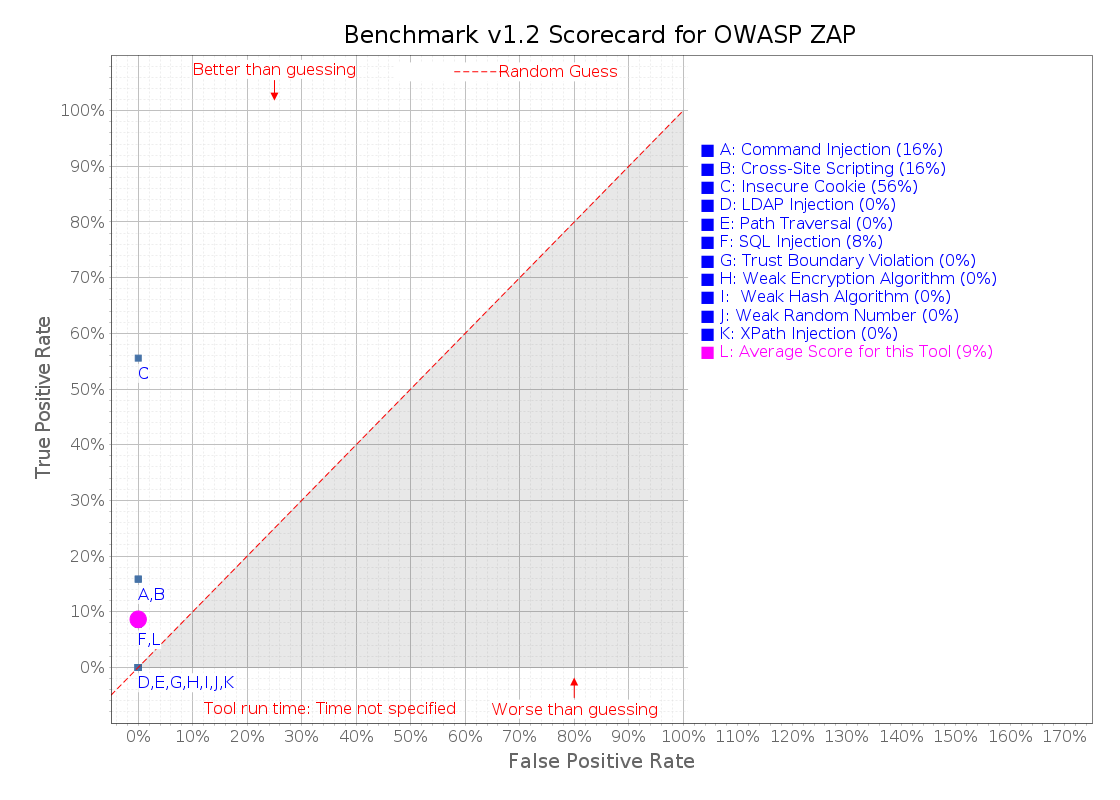 Benchmark v1.2 Scorecard for OWASP ZAP
Better than guessing
Random Guess
100%
90%
80%
70%
60%
50%
40%
30%
20%
10%
0%
True Positive Rate
A: Command Injection (16%)
B: Cross-Site Scripting (16%)
C: Insecure Cookie (56%)
D: LDAP Injection (0%)
E: Path Traversal (0%)
F: SQL Injection (8%)
G: Trust Boundary Violation (0%)
H: Weak Encryption Algorithm (0%)
I: Weak Hash Algorithm (0%)
J: Weak Random Number (0%)
K: XPath Injection (0%)
L: Average Score for this Tool (9%)
C
A,B
F,L
D,E,G,H,I,J,K
Tool run time: Time not specified
Worse than guessing
0% 10% 20% 30% 40% 50% 60% 70% 80% 90% 100% 110% 120% 130% 140% 150% 160% 170%
False Positive Rate